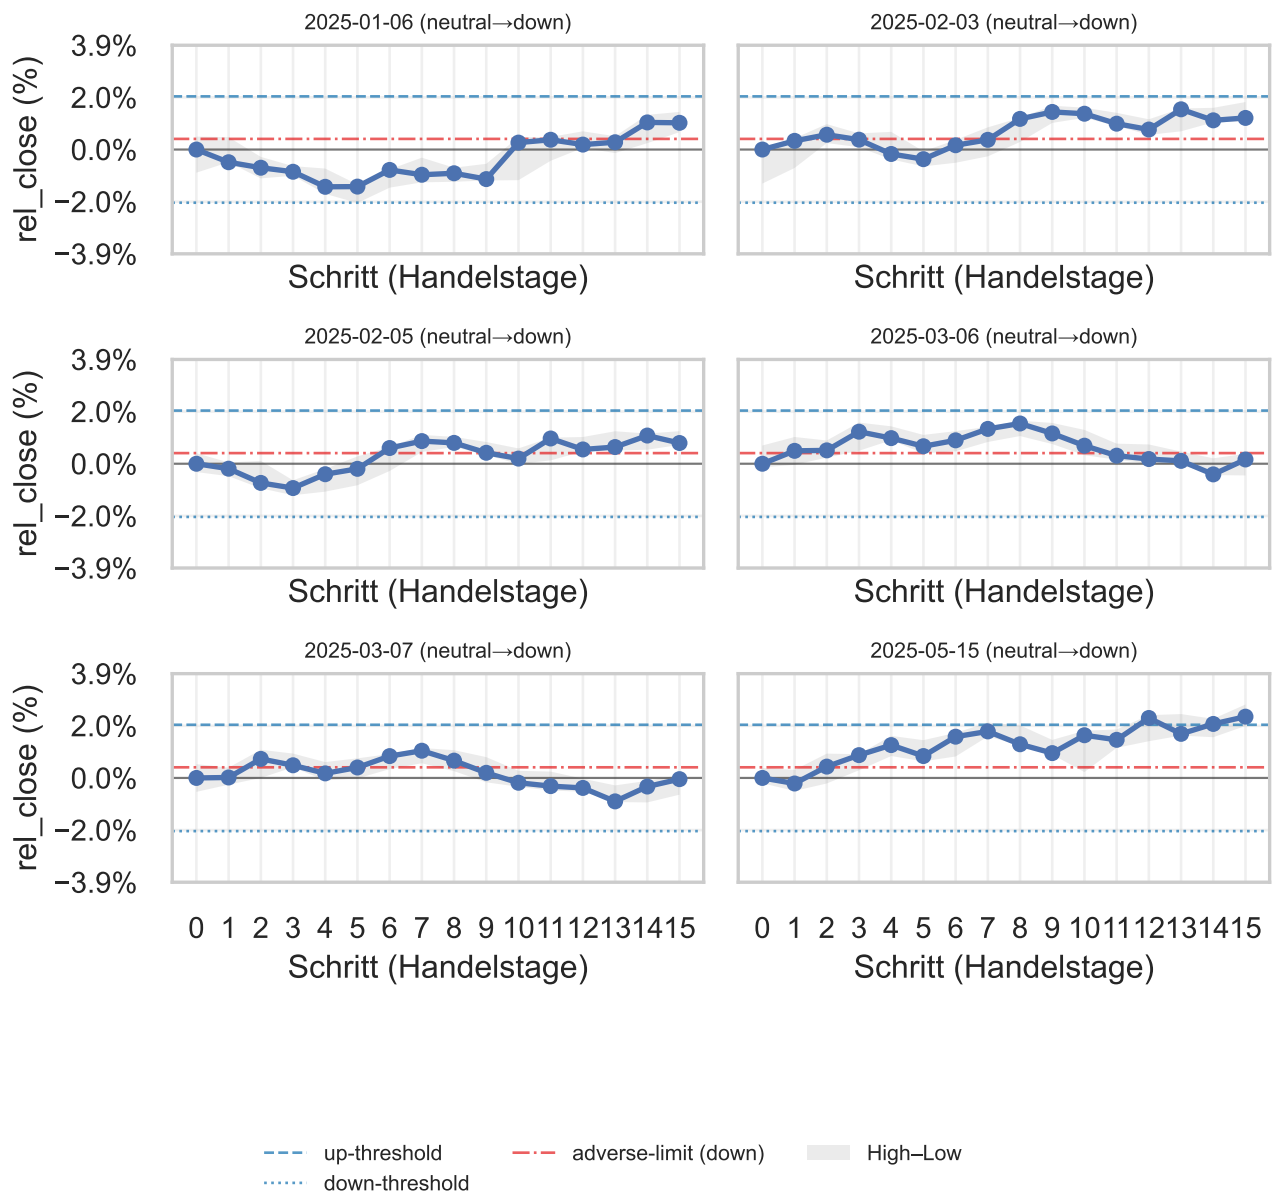 2025-01-06 (neutral→down)
2025-02-03 (neutral→down)
3.9%
2.0%
0.0%
−2.0%
−3.9%
rel_close (%)
Schritt (Handelstage)
Schritt (Handelstage)
2025-02-05 (neutral→down)
2025-03-06 (neutral→down)
3.9%
2.0%
0.0%
−2.0%
−3.9%
rel_close (%)
Schritt (Handelstage)
Schritt (Handelstage)
2025-03-07 (neutral→down)
2025-05-15 (neutral→down)
3.9%
2.0%
0.0%
−2.0%
−3.9%
rel_close (%)
0 1 2 3 4 5 6 7 8 9 10 11 12 13 14 15
0 1 2 3 4 5 6 7 8 9 10 11 12 13 14 15
Schritt (Handelstage)
Schritt (Handelstage)
up-threshold
down-threshold
adverse-limit (down)
High–Low